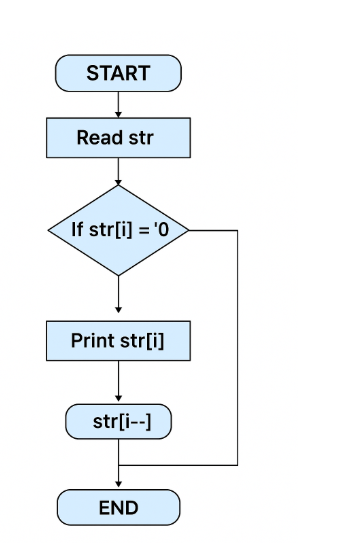 START
Read str
If str[i] = '0
Print str[i]
str[i--]
END